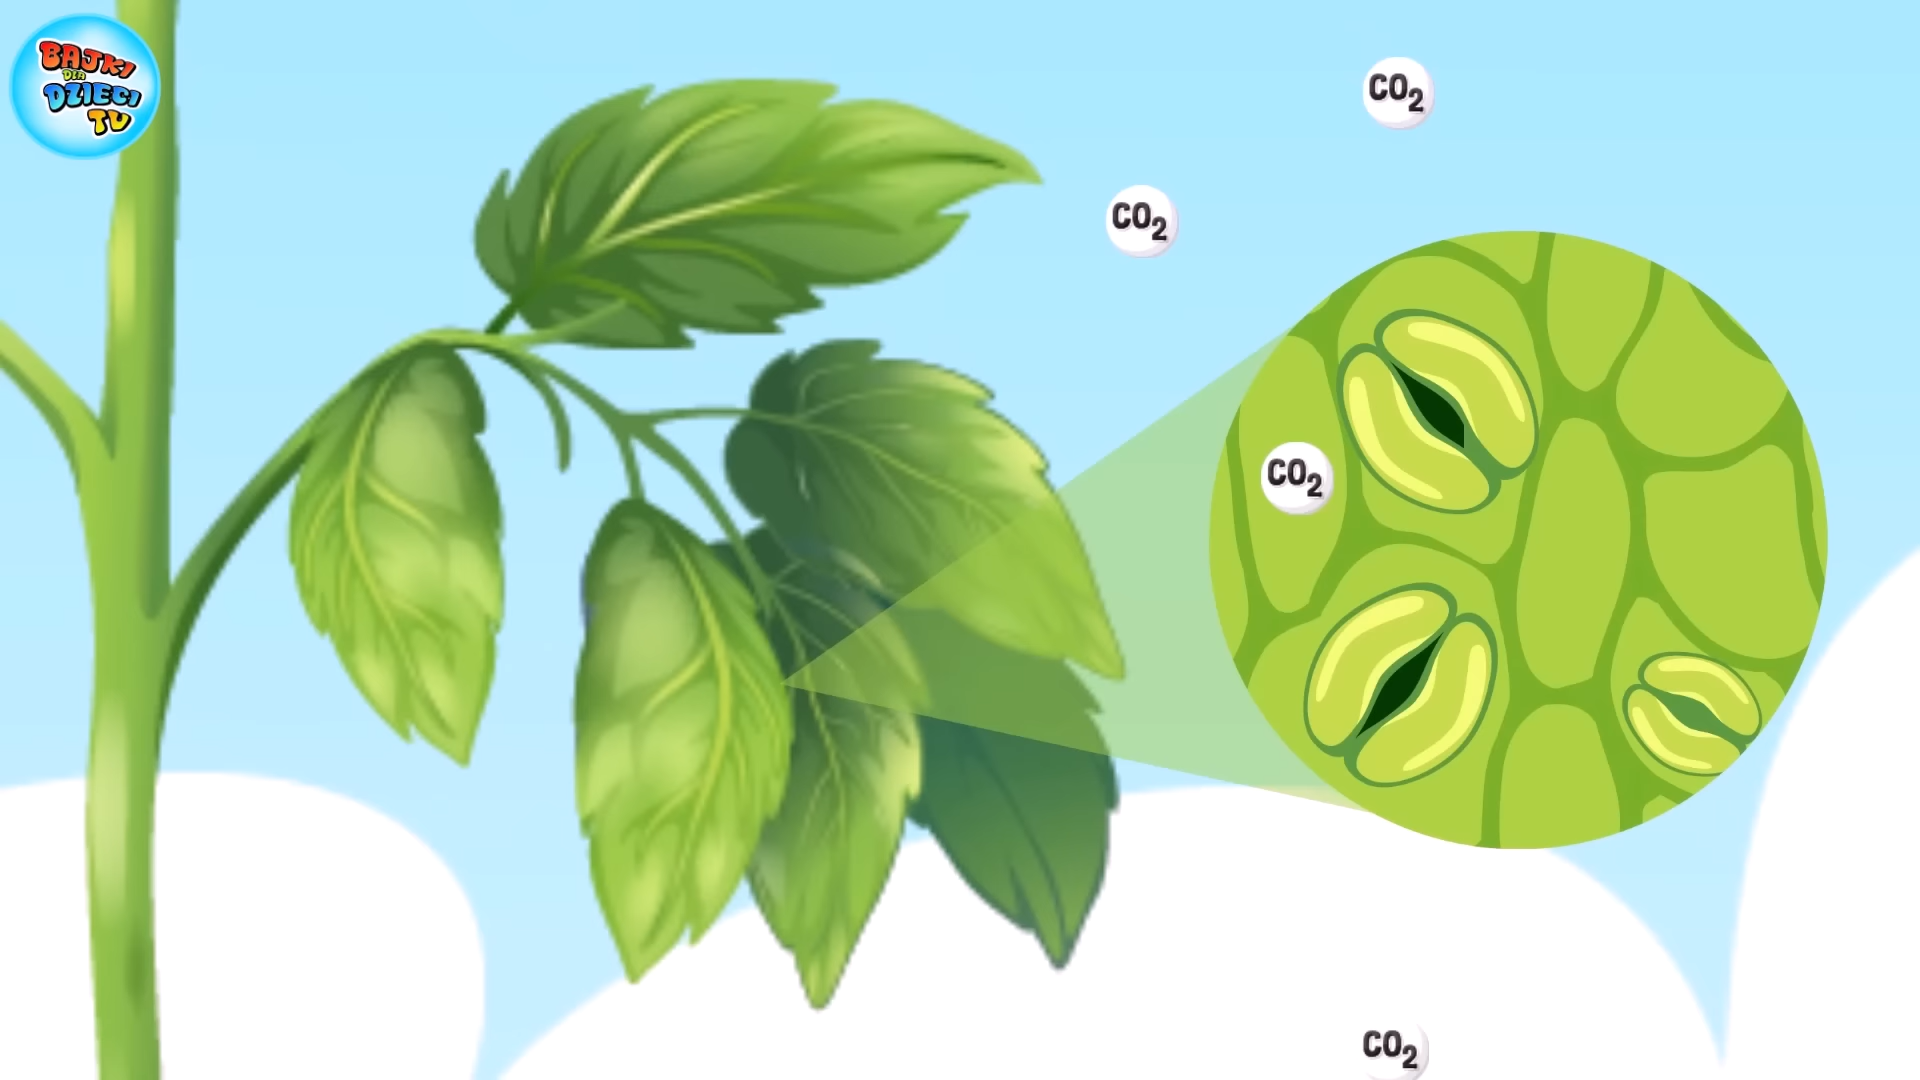 BAJKI
DLA
DZIECI
TV
CO₂
CO₂
CO₂
CO₂